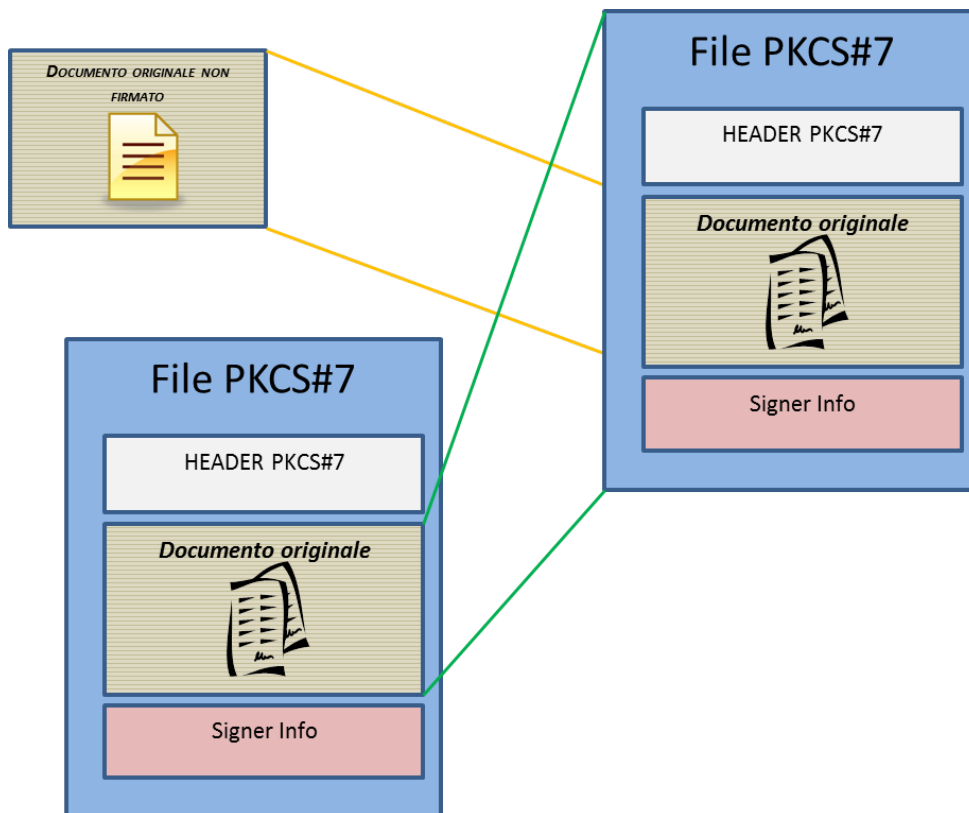 DOCUMENTO ORIGINALE NON
FIRMATO
File PKCS#7
HEADER PKCS#7
Documento originale
Signer Info
File PKCS#7
HEADER PKCS#7
Documento originale
Signer Info